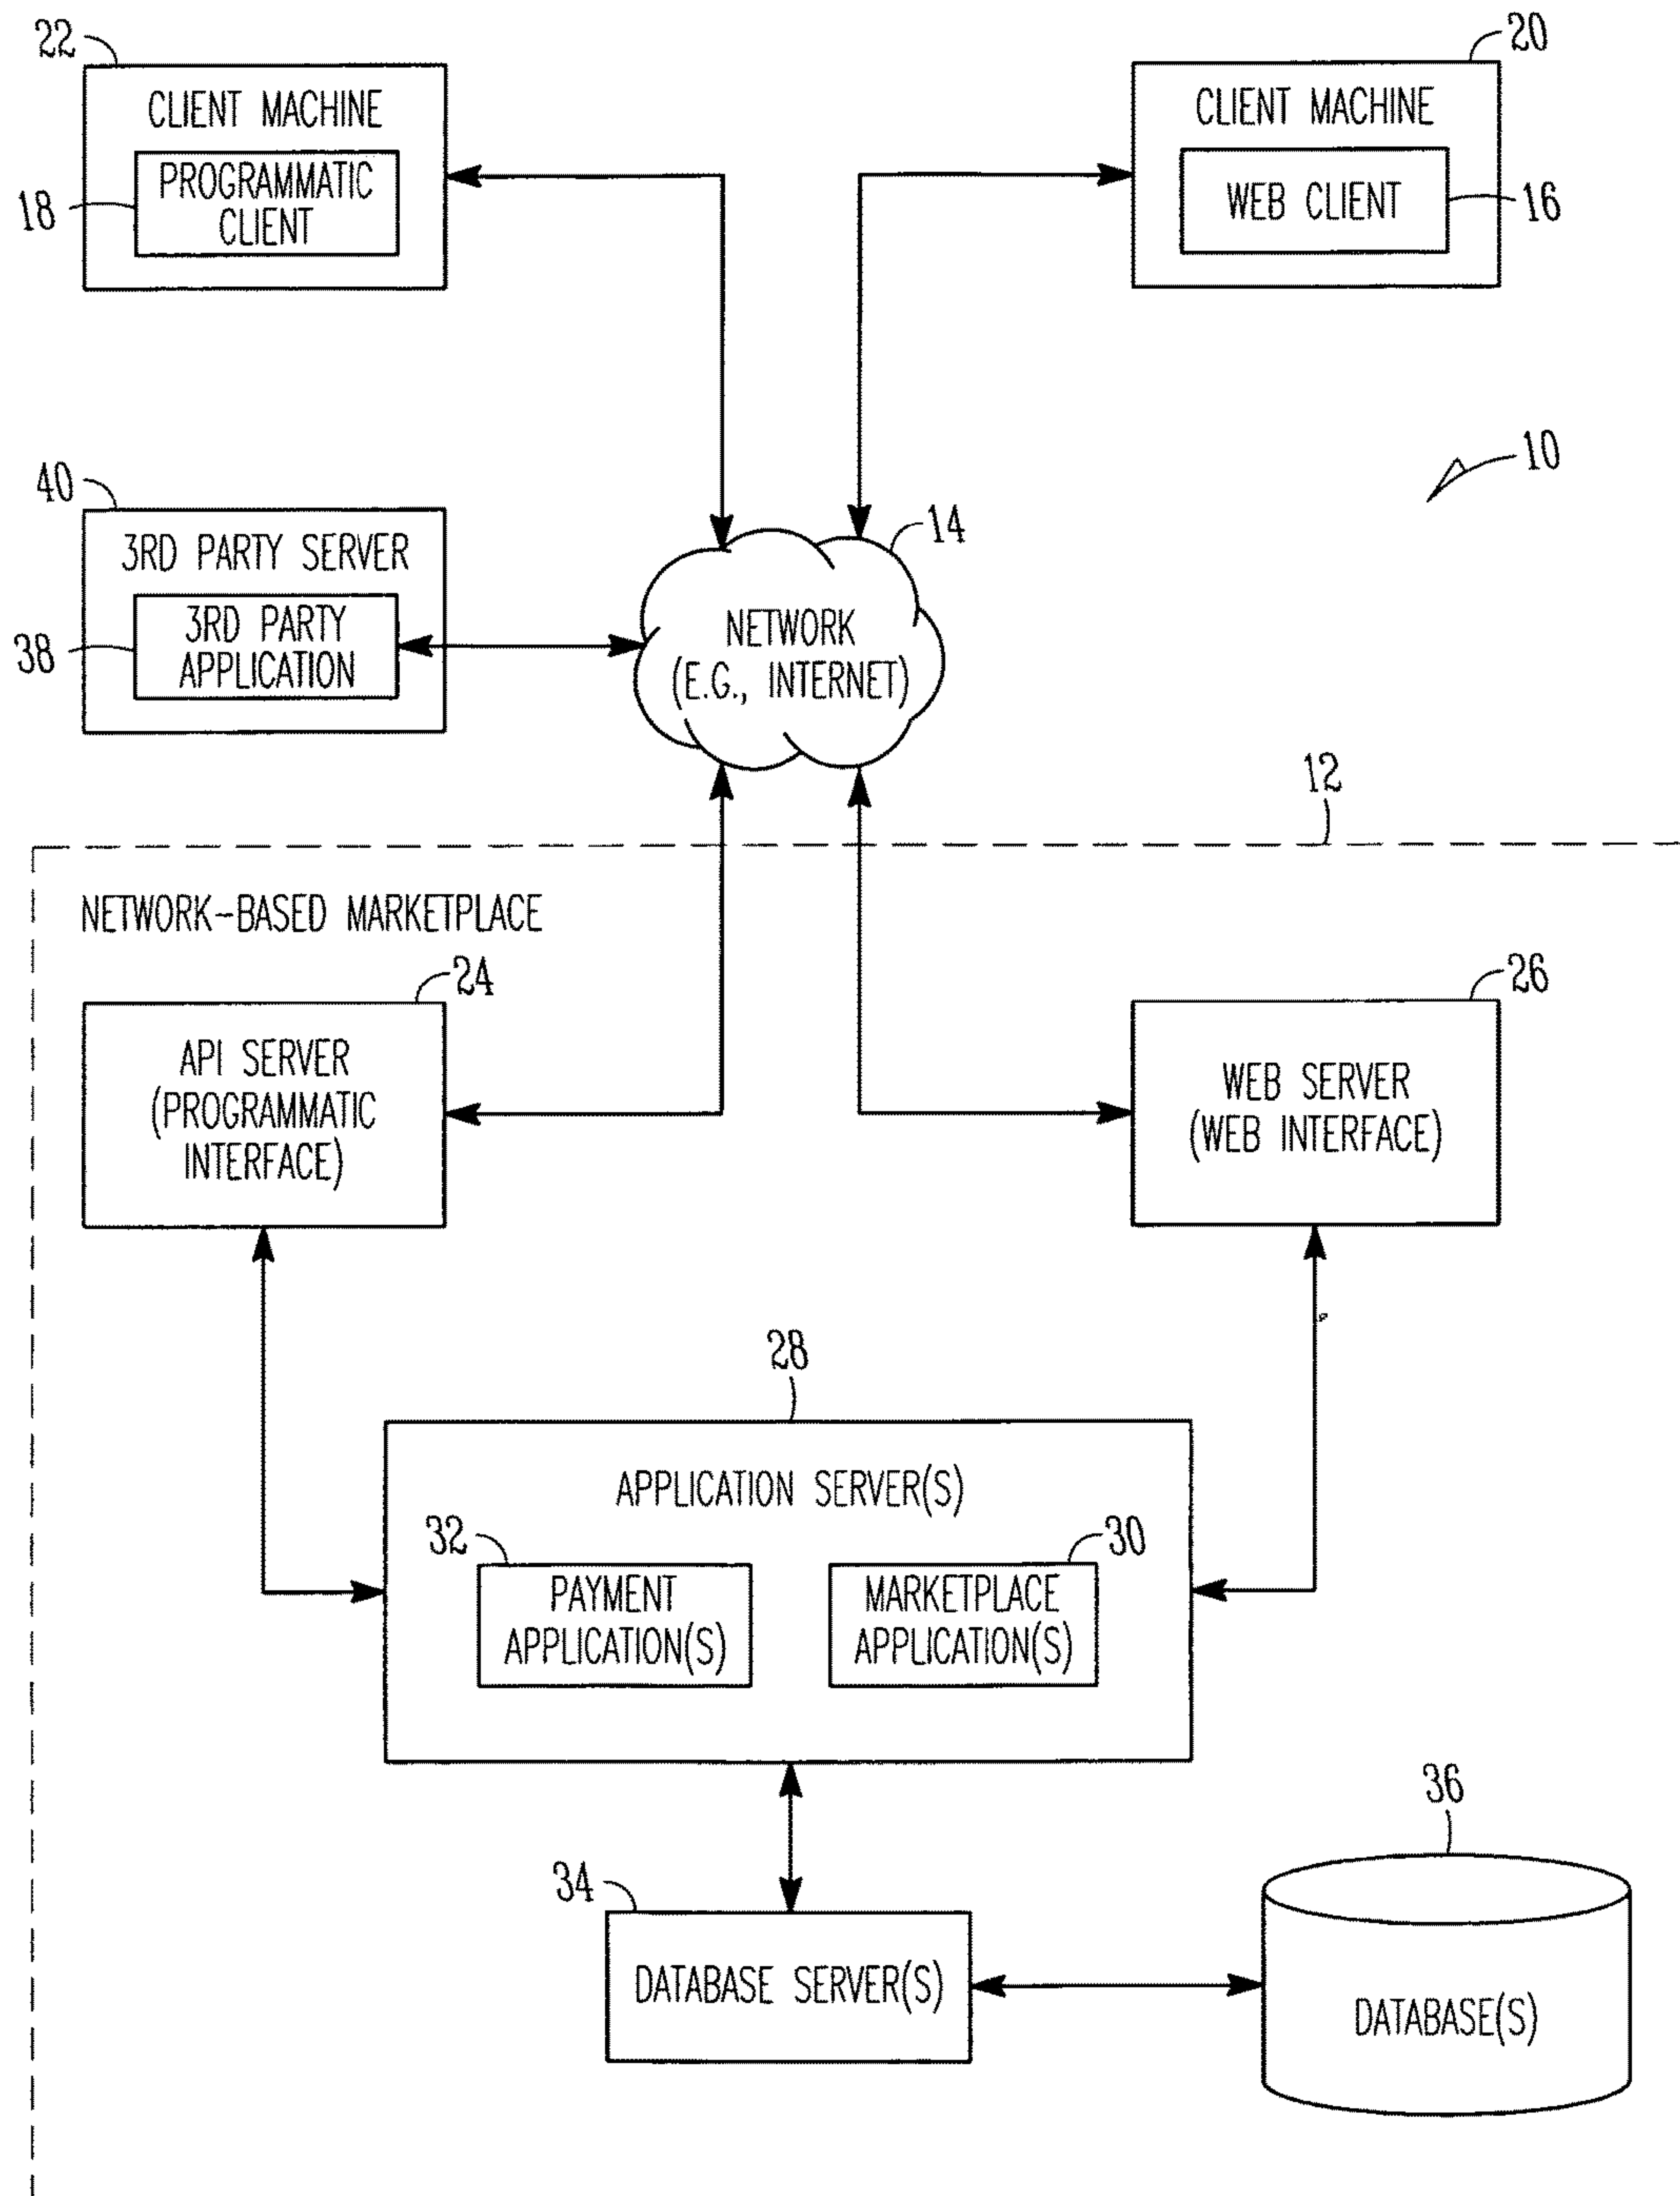 22
CLIENT MACHINE
18
PROGRAMMATIC
CLIENT
20
CLIENT MACHINE
WEB CLIENT
16
10
40
3RD PARTY SERVER
38
3RD PARTY
APPLICATION
14
NETWORK
(E.G., INTERNET)
12
NETWORK-BASED MARKETPLACE
24
API SERVER
(PROGRAMMATIC
INTERFACE)
26
WEB SERVER
(WEB INTERFACE)
28
APPLICATION SERVER(S)
32
PAYMENT
APPLICATION(S)
30
MARKETPLACE
APPLICATION(S)
34
DATABASE SERVER(S)
36
DATABASE(S)